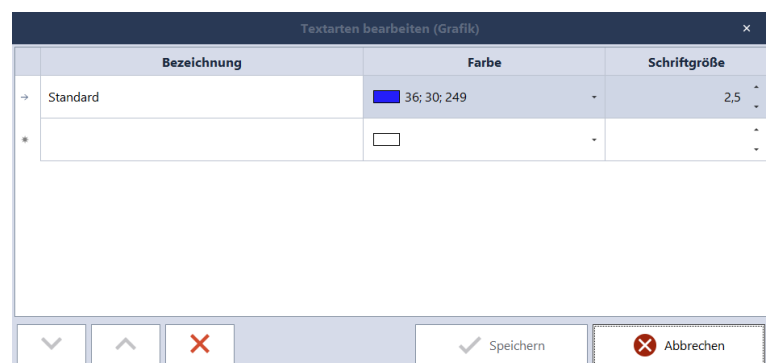 Textarten bearbeiten (Grafik)
Bezeichnung Farbe Schriftgröße
Standard 36; 30; 249 2,5
Speichern Abbrechen